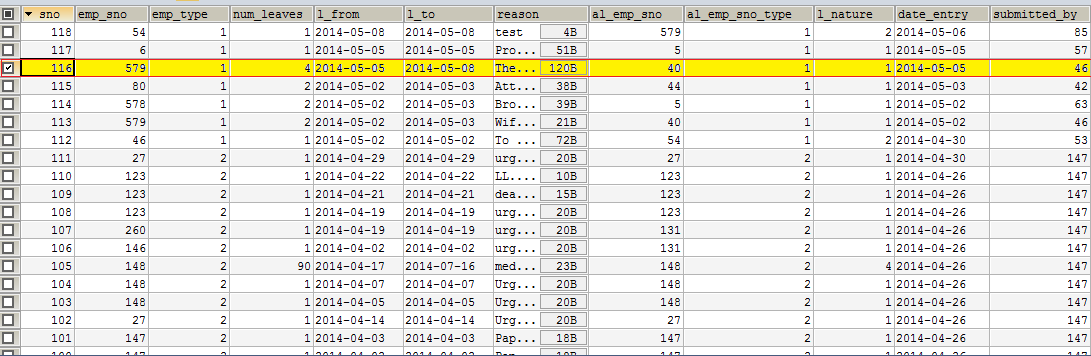 sno emp_sno emp_type num_leaves l_from l_to reason al_emp_sno al_emp_sno_type l_nature date_entry submitted_by
118 54 1 1 2014-05-08 2014-05-08 test 4B 579 1 2 2014-05-06 85
117 6 1 1 2014-05-05 2014-05-05 Pro... 51B 5 1 1 2014-05-05 57
116 579 1 4 2014-05-05 2014-05-08 The... 120B 40 1 1 2014-05-05 46
115 80 1 2 2014-05-02 2014-05-03 Att... 38B 44 1 1 2014-05-03 42
114 578 1 2 2014-05-02 2014-05-03 Bro... 39B 5 1 1 2014-05-02 63
113 579 1 2 2014-05-02 2014-05-03 Wif... 21B 40 1 1 2014-05-02 46
112 46 1 1 2014-05-02 2014-05-02 To ... 72B 54 1 2 2014-04-30 53
111 27 2 1 2014-04-29 2014-04-29 urg... 20B 27 2 1 2014-04-30 147
110 123 2 1 2014-04-22 2014-04-22 LL.... 10B 123 2 1 2014-04-26 147
109 123 2 1 2014-04-21 2014-04-21 dea... 15B 123 2 1 2014-04-26 147
108 123 2 1 2014-04-19 2014-04-19 urg... 20B 123 2 1 2014-04-26 147
107 260 2 1 2014-04-19 2014-04-19 urg... 20B 131 2 1 2014-04-26 147
106 146 2 1 2014-04-02 2014-04-02 urg... 20B 131 2 1 2014-04-26 147
105 148 2 90 2014-04-17 2014-07-16 med... 23B 148 2 4 2014-04-26 147
104 148 2 1 2014-04-07 2014-04-07 Urg... 20B 148 2 1 2014-04-26 147
103 148 2 1 2014-04-05 2014-04-05 Urg... 20B 148 2 1 2014-04-26 147
102 27 2 1 2014-04-14 2014-04-14 Urg... 20B 27 2 1 2014-04-26 147
101 147 2 1 2014-04-03 2014-04-03 Pap... 18B 147 2 1 2014-04-26 147